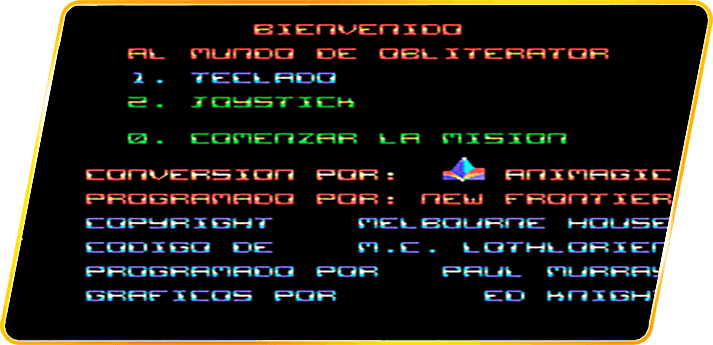 BIENVENIDO
AL MUNDO DE OBLITERATOR
1. TECLADO
2. JOYSTICK
0. COMENZAR LA MISION
CONVERSION POR: ANIMAGIC
PROGRAMADO POR: NEW FRONTIER
COPYRIGHT MELBOURNE HOUSE
CODIGO DE M.C. LOTHLORIEN
PROGRAMADO POR PAUL MURRAY
GRAFICOS POR ED KNIGH